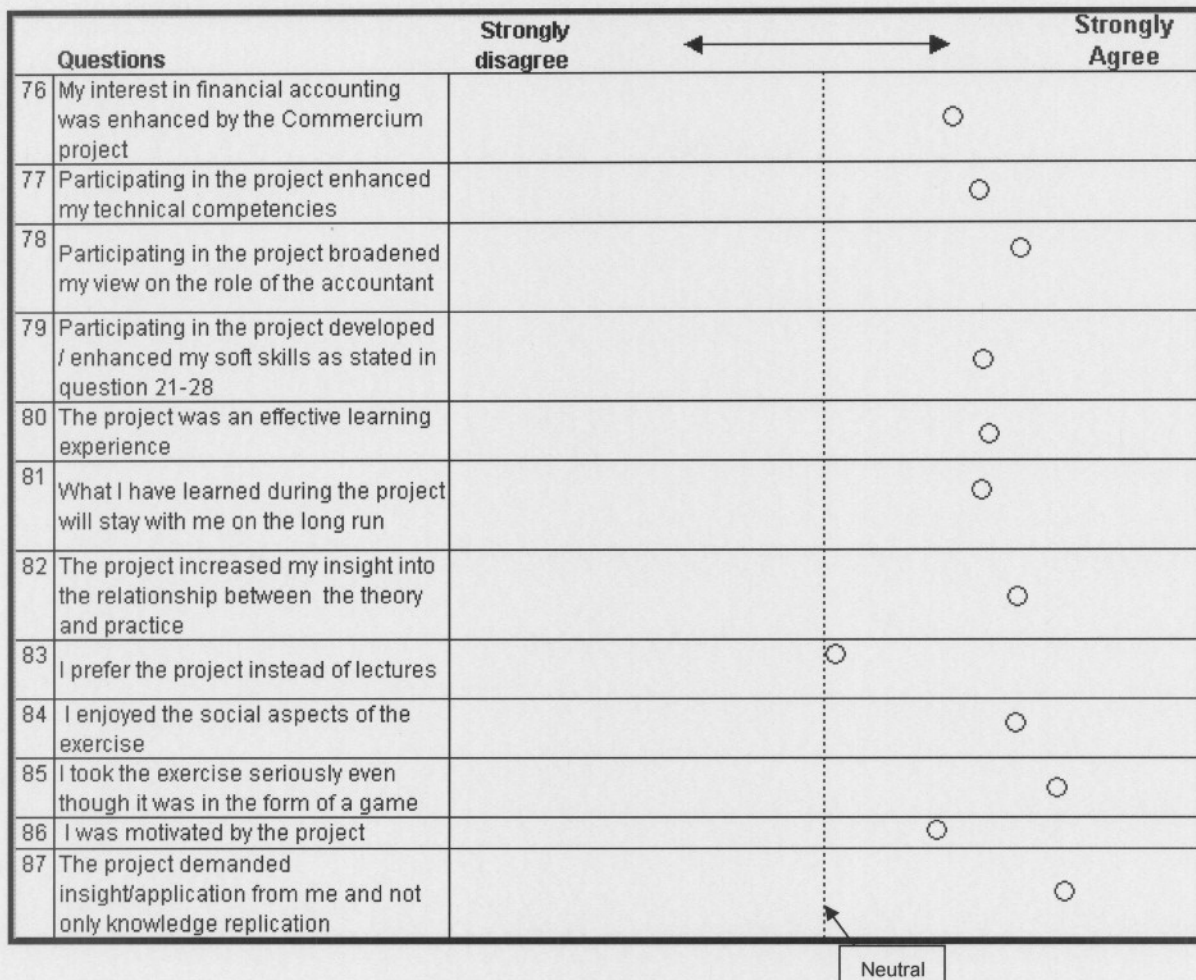 Questions
Strongly
disagree
Strongly
Agree
76 My interest in financial accounting
was enhanced by the Commercium
project
77 Participating in the project enhanced
my technical competencies
78 Participating in the project broadened
my view on the role of the accountant
79 Participating in the project developed
/ enhanced my soft skills as stated in
question 21-28
80 The project was an effective learning
experience
81 What I have learned during the project
will stay with me on the long run
82 The project increased my insight into
the relationship between the theory
and practice
83 I prefer the project instead of lectures
84 I enjoyed the social aspects of the
exercise
85 I took the exercise seriously even
though it was in the form of a game
86 I was motivated by the project
87 The project demanded
insight/application from me and not
only knowledge replication
Neutral